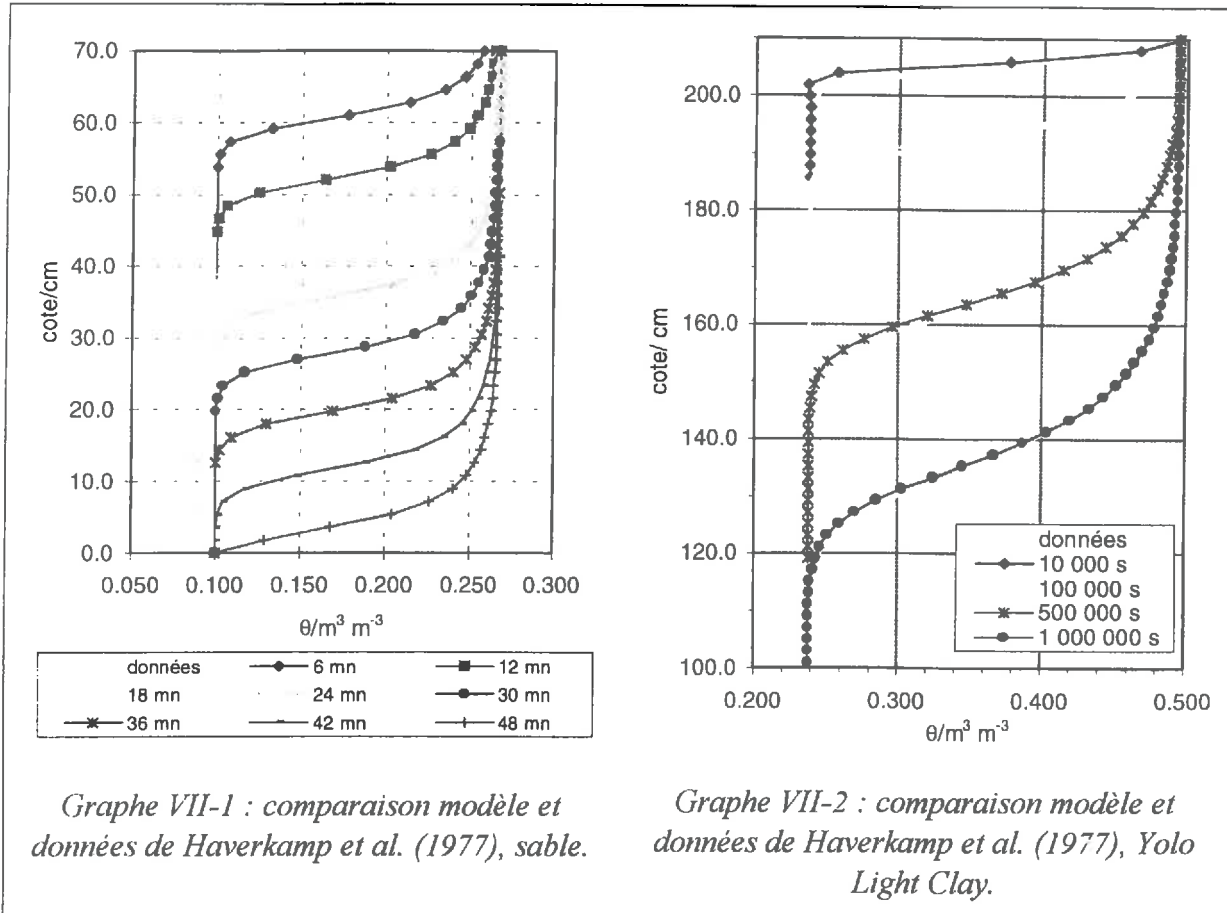 70.0
60.0
50.0
40.0
30.0
20.0
10.0
0.0
cote/cm
0.050 0.100 0.150 0.200 0.250 0.300
θ/m³ m⁻³
données 6 mn 12 mn
18 mn 24 mn 30 mn
36 mn 42 mn 48 mn
Graphe VII-1 : comparaison modèle et
données de Haverkamp et al. (1977), sable.
200.0
180.0
160.0
140.0
120.0
100.0
cote/ cm
0.200 0.300 0.400 0.500
θ/m³ m⁻³
données
10 000 s
100 000 s
500 000 s
1 000 000 s
Graphe VII-2 : comparaison modèle et
données de Haverkamp et al. (1977), Yolo
Light Clay.